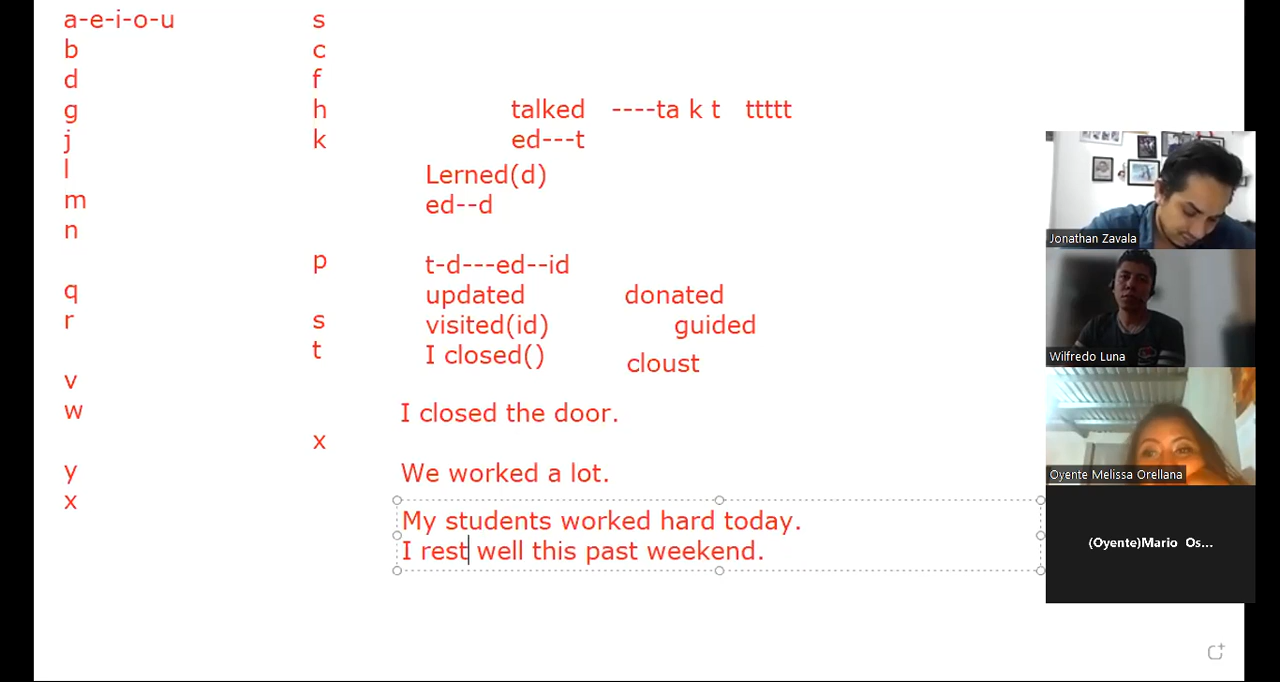 a-e-i-o-u
b
d
g
j
l
m
n
q
r
v
w
y
x
s
c
f
h
k
p
s
t
x
talked ----ta k t ttttt
ed---t
Lerned(d)
ed--d
t-d---ed--id
updated donated
visited(id) guided
I closed() cloust
I closed the door.
We worked a lot.
My students worked hard today.
I rest well this past weekend.
Jonathan Zavala
Wilfredo Luna
Oyente Melissa Orellana
(Oyente)Mario Os...